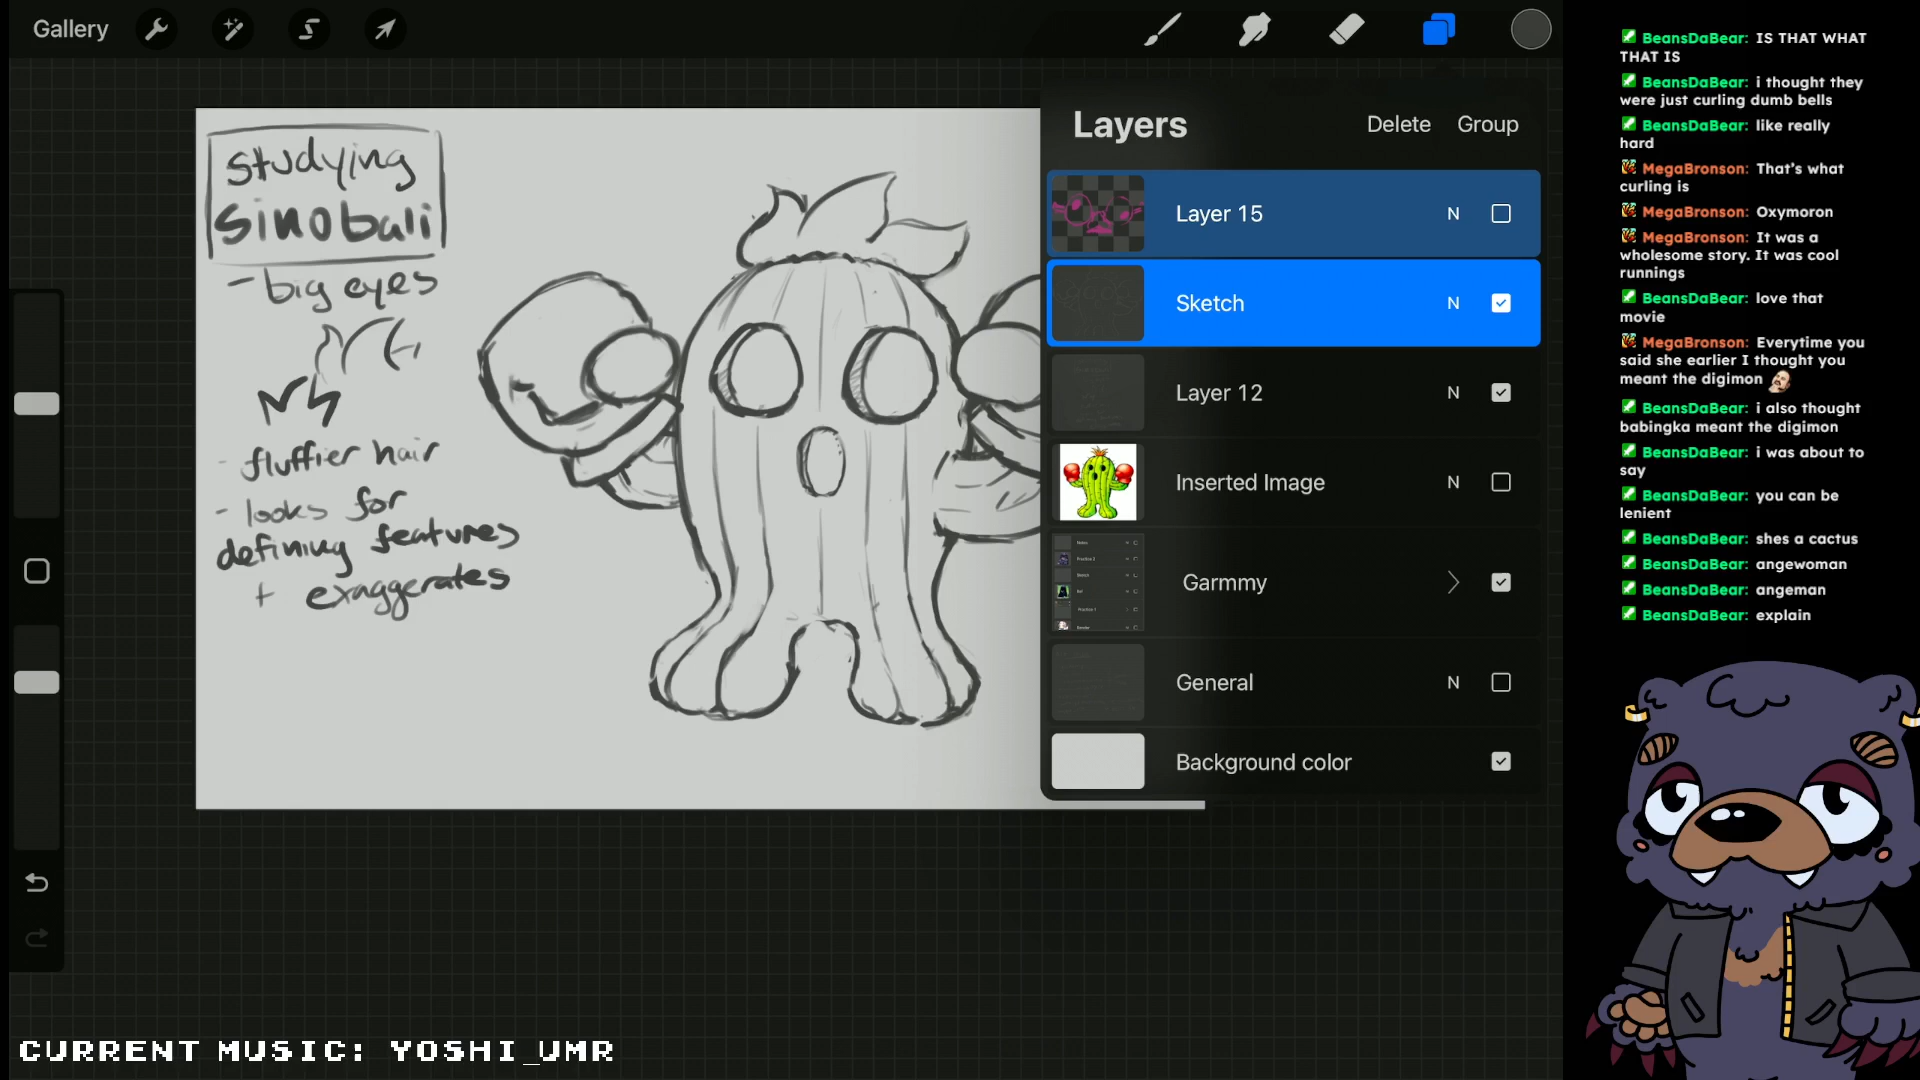 Gallery
studying
sinobali
- big eyes
- fluffier hair
- looks for
defining features
+ exaggerates
Layers
Delete
Group
Layer 15 N
Sketch N
Layer 12 N
Inserted Image N
Garmmy
General N
Background color
BeansDaBear: IS THAT WHAT
THAT IS
BeansDaBear: i thought they
were just curling dumb bells
BeansDaBear: like really
hard
MegaBronson: That's what
curling is
MegaBronson: Oxymoron
MegaBronson: It was a
wholesome story. It was cool
runnings
BeansDaBear: love that
movie
MegaBronson: Everytime you
said she earlier I thought you
meant the digimon
BeansDaBear: i also thought
babingka meant the digimon
BeansDaBear: i was about to
say
BeansDaBear: you can be
lenient
BeansDaBear: shes a cactus
BeansDaBear: angewoman
BeansDaBear: angeman
BeansDaBear: explain
CURRENT MUSIC: YOSHI_UMR